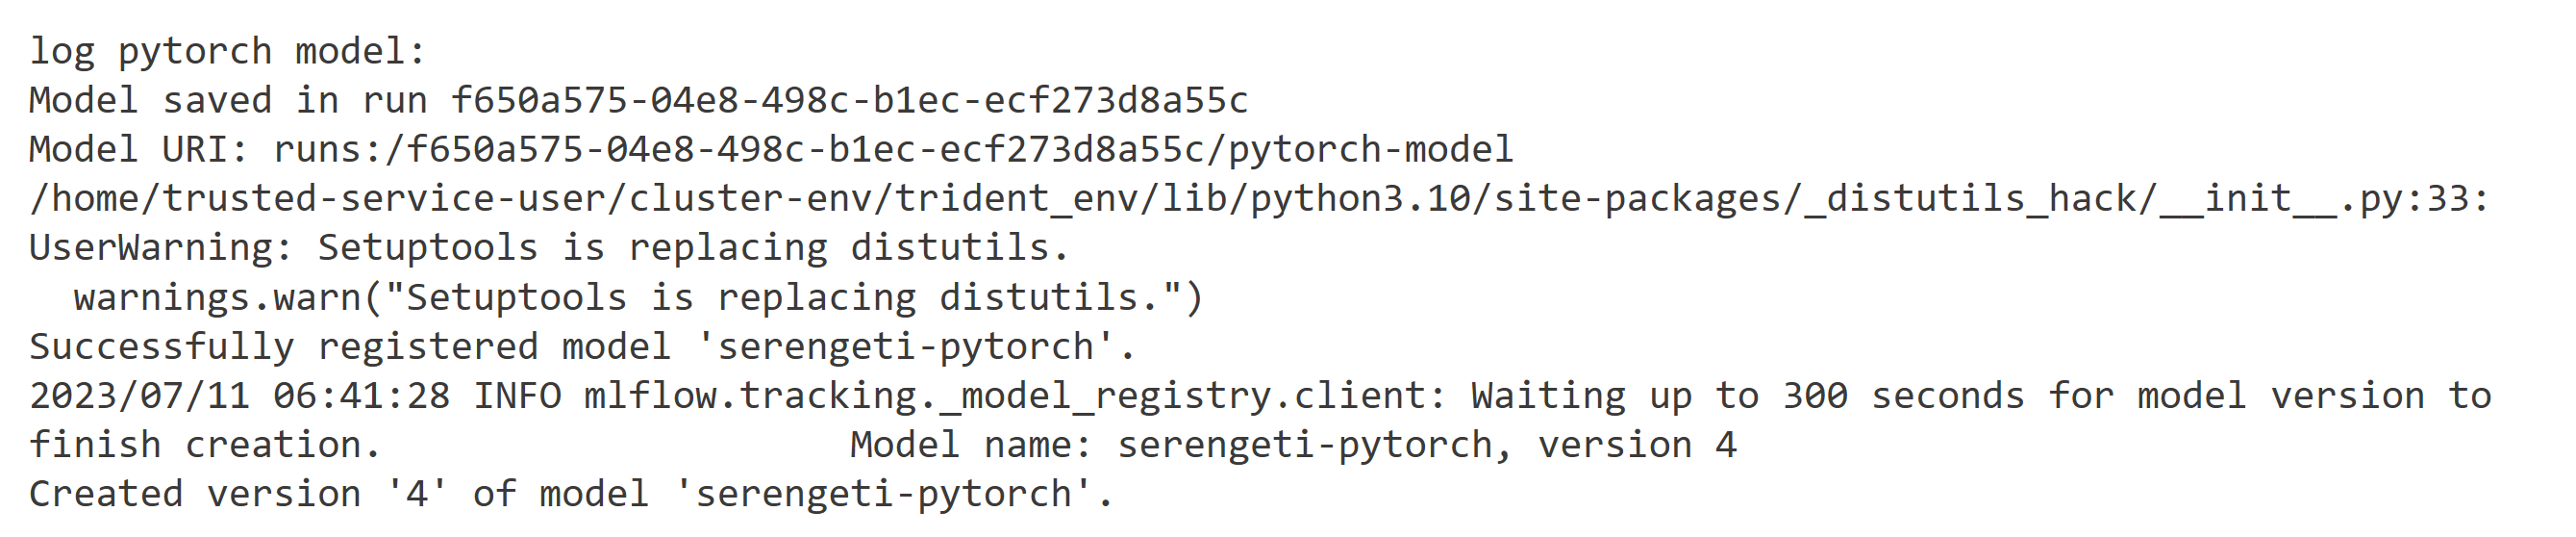 log pytorch model:
Model saved in run f650a575-04e8-498c-b1ec-ecf273d8a55c
Model URI: runs:/f650a575-04e8-498c-b1ec-ecf273d8a55c/pytorch-model
/home/trusted-service-user/cluster-env/trident_env/lib/python3.10/site-packages/_distutils_hack/__init__.py:33:
UserWarning: Setuptools is replacing distutils.
  warnings.warn("Setuptools is replacing distutils.")
Successfully registered model 'serengeti-pytorch'.
2023/07/11 06:41:28 INFO mlflow.tracking._model_registry.client: Waiting up to 300 seconds for model version to
finish creation.                     Model name: serengeti-pytorch, version 4
Created version '4' of model 'serengeti-pytorch'.